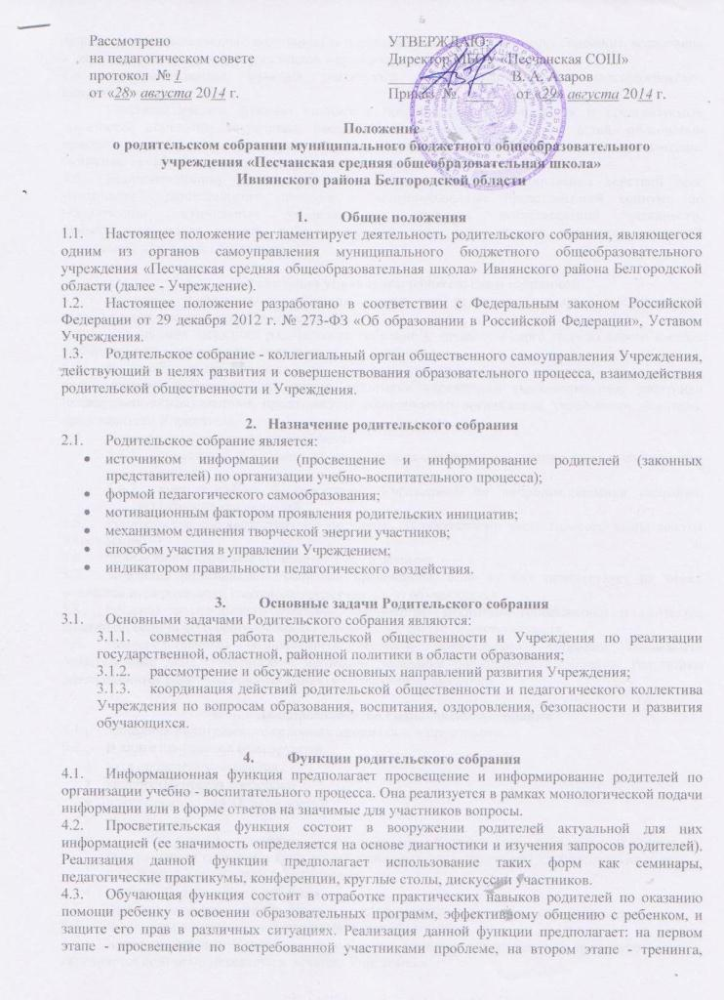 Рассмотрено
на педагогическом совете
протокол № 1
от «28» августа 2014 г.
УТВЕРЖДАЮ:
Директор МБОУ «Песчанская СОШ»
В. А. Азаров
Приказ № от «29» августа 2014 г.
Положение
о родительском собрании муниципального бюджетного общеобразовательного
учреждения «Песчанская средняя общеобразовательная школа»
Ивнянского района Белгородской области
1. Общие положения
1.1. Настоящее положение регламентирует деятельность родительского собрания, являющегося
одним из органов самоуправления муниципального бюджетного общеобразовательного
учреждения «Песчанская средняя общеобразовательная школа» Ивнянского района Белгородской
области (далее - Учреждение).
1.2. Настоящее положение разработано в соответствии с Федеральным законом Российской
Федерации от 29 декабря 2012 г. № 273-ФЗ «Об образовании в Российской Федерации», Уставом
Учреждения.
1.3. Родительское собрание - коллегиальный орган общественного самоуправления Учреждения,
действующий в целях развития и совершенствования образовательного процесса, взаимодействия
родительской общественности и Учреждения.
2. Назначение родительского собрания
2.1. Родительское собрание является:
• источником информации (просвещение и информирование родителей (законных
представителей) по организации учебно-воспитательного процесса);
• формой педагогического самообразования;
• мотивационным фактором проявления родительских инициатив;
• механизмом единения творческой энергии участников;
• способом участия в управлении Учреждением;
• индикатором правильности педагогического воздействия.
3. Основные задачи Родительского собрания
3.1. Основными задачами Родительского собрания являются:
3.1.1. совместная работа родительской общественности и Учреждения по реализации
государственной, областной, районной политики в области образования;
3.1.2. рассмотрение и обсуждение основных направлений развития Учреждения;
3.1.3. координация действий родительской общественности и педагогического коллектива
Учреждения по вопросам образования, воспитания, оздоровления, безопасности и развития
обучающихся.
4. Функции родительского собрания
4.1. Информационная функция предполагает просвещение и информирование родителей по
организации учебно - воспитательного процесса. Она реализуется в рамках монологической подачи
информации или в форме ответов на значимые для участников вопросы.
4.2. Просветительская функция состоит в вооружении родителей актуальной для них
информацией (ее значимость определяется на основе диагностики и изучения запросов родителей).
Реализация данной функции предполагает использование таких форм как семинары,
педагогические практикумы, конференции, круглые столы, дискуссии участников.
4.3. Обучающая функция состоит в отработке практических навыков родителей по оказанию
помощи ребенку в освоении образовательных программ, эффективному общению с ребенком, и
защите его прав в различных ситуациях. Реализация данной функции предполагает: на первом
этапе - просвещение по востребованной участниками проблеме, на втором этапе - тренинга,